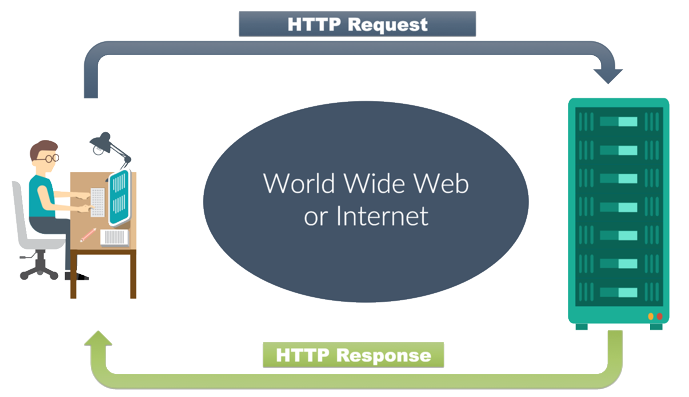 HTTP Request
World Wide Web
or Internet
HTTP Response